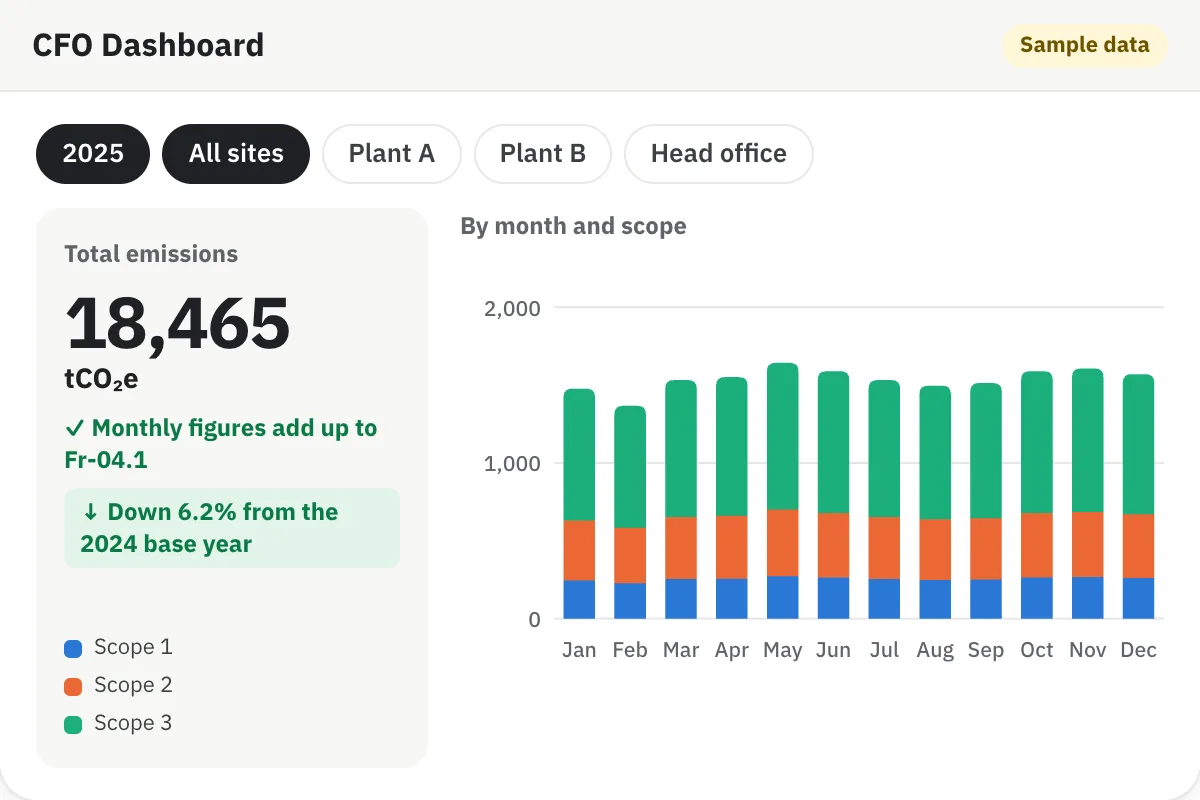 CFO Dashboard
Sample data
2025
All sites
Plant A
Plant B
Head office
Total emissions
18,465
tCO₂e
✓ Monthly figures add up to
Fr-04.1
↓ Down 6.2% from the
2024 base year
Scope 1
Scope 2
Scope 3
By month and scope
2,000
1,000
0
Jan Feb Mar Apr May Jun Jul Aug Sep Oct Nov Dec